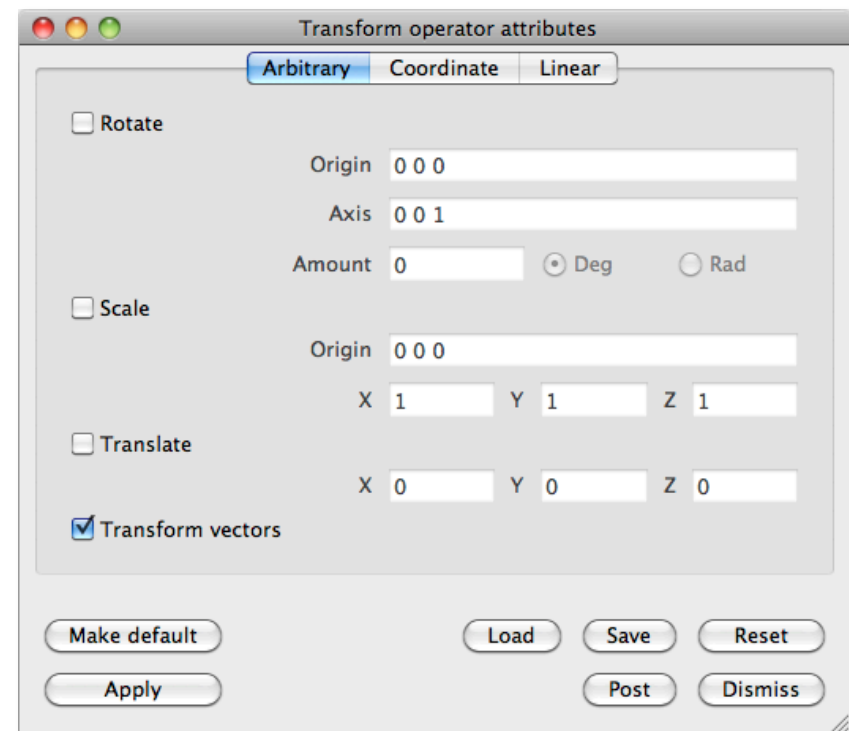 Transform operator attributes
Arbitrary Coordinate Linear
Rotate
Origin 0 0 0
Axis 0 0 1
Amount 0 Deg Rad
Scale
Origin 0 0 0
X 1 Y 1 Z 1
Translate
X 0 Y 0 Z 0
Transform vectors
Make default Load Save Reset
Apply Post Dismiss